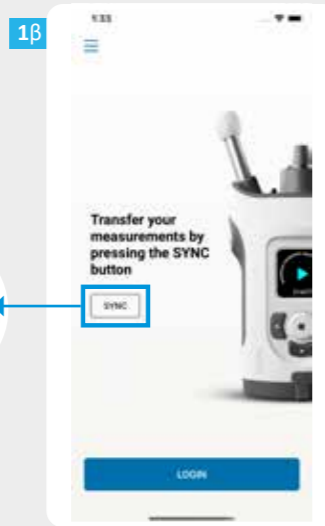 1β
1:33
Transfer your
measurements by
pressing the SYNC
button
SYNC
LOGIN